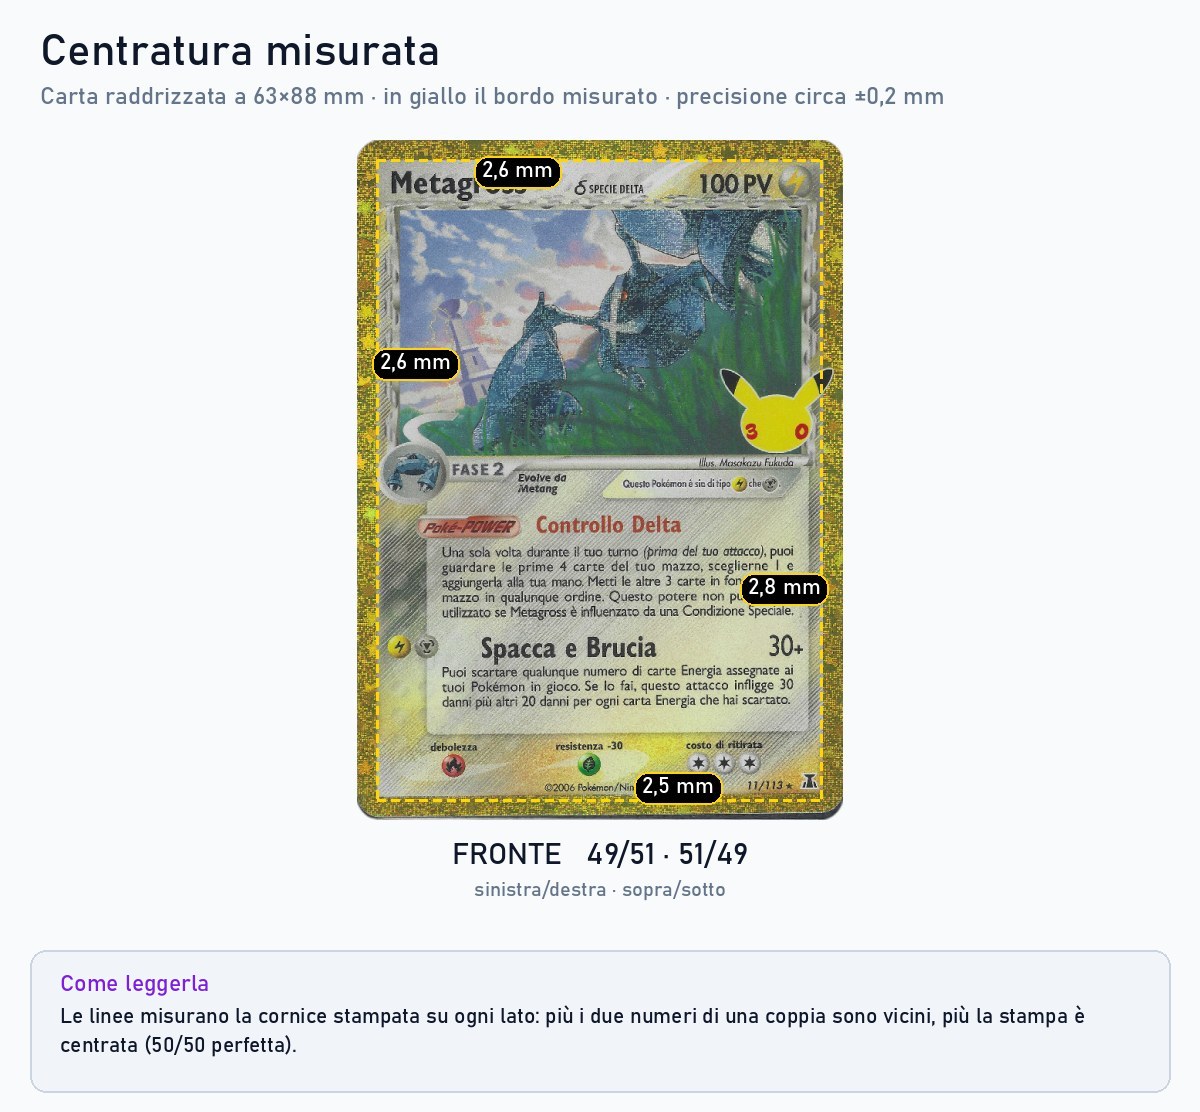 Centratura misurata
Carta raddrizzata a 63×88 mm · in giallo il bordo misurato · precisione circa ±0,2 mm
2,6 mm
δ SPECIE DELTA
100 PV
2,6 mm
3 0
Illus. Masakazu Fukuda
FASE 2
Evolve da
Metang
Questo Pokémon è sia di tipo che
Poké-POWER Controllo Delta
Una sola volta durante il tuo turno (prima del tuo attacco), puoi
guardare le prime 4 carte del tuo mazzo, sceglierne 1 e
aggiungerla alla tua mano. Metti le altre 3 carte in
2,8 mm
mazzo in qualunque ordine. Questo potere non
utilizzato se Metagross è influenzato da una Condizione Speciale.
Spacca e Brucia 30+
Puoi scartare qualunque numero di carte Energia assegnate ai
tuoi Pokémon in gioco. Se lo fai, questo attacco infligge 30
danni più altri 20 danni per ogni carta Energia che hai scartato.
debolezza resistenza -30 costo di ritirata
©2006 Pokémon/Nin
2,5 mm
11/113 ★
FRONTE 49/51 · 51/49
sinistra/destra · sopra/sotto
Come leggerla
Le linee misurano la cornice stampata su ogni lato: più i due numeri di una coppia sono vicini, più la stampa è
centrata (50/50 perfetta).